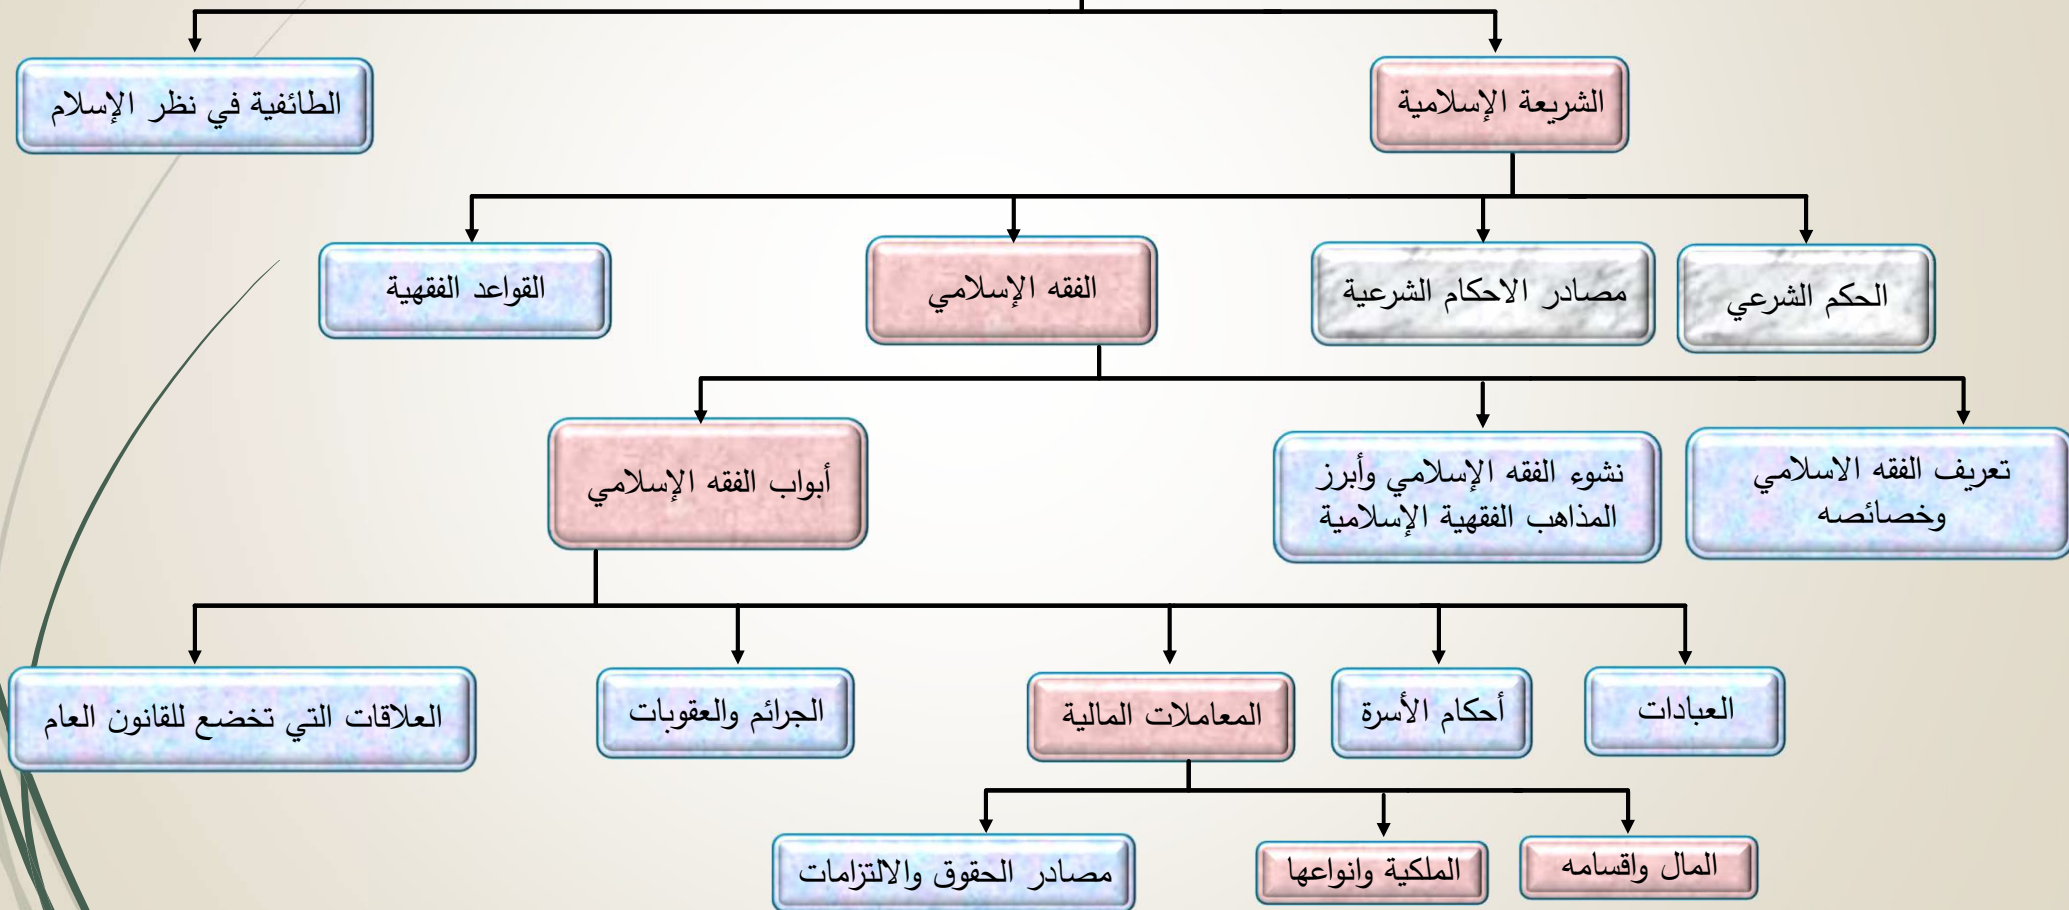 الشريعة الإسلامية
الطائفية في نظر الإسلام
الحكم الشرعي
مصادر الاحكام الشرعية
الفقه الإسلامي
القواعد الفقهية
تعريف الفقه الاسلامي
وخصائصه
نشوء الفقه الإسلامي وأبرز
المذاهب الفقهية الإسلامية
أبواب الفقه الإسلامي
العبادات
أحكام الأسرة
المعاملات المالية
الجرائم والعقوبات
العلاقات التي تخضع للقانون العام
المال واقسامه
الملكية وانواعها
مصادر الحقوق والالتزامات